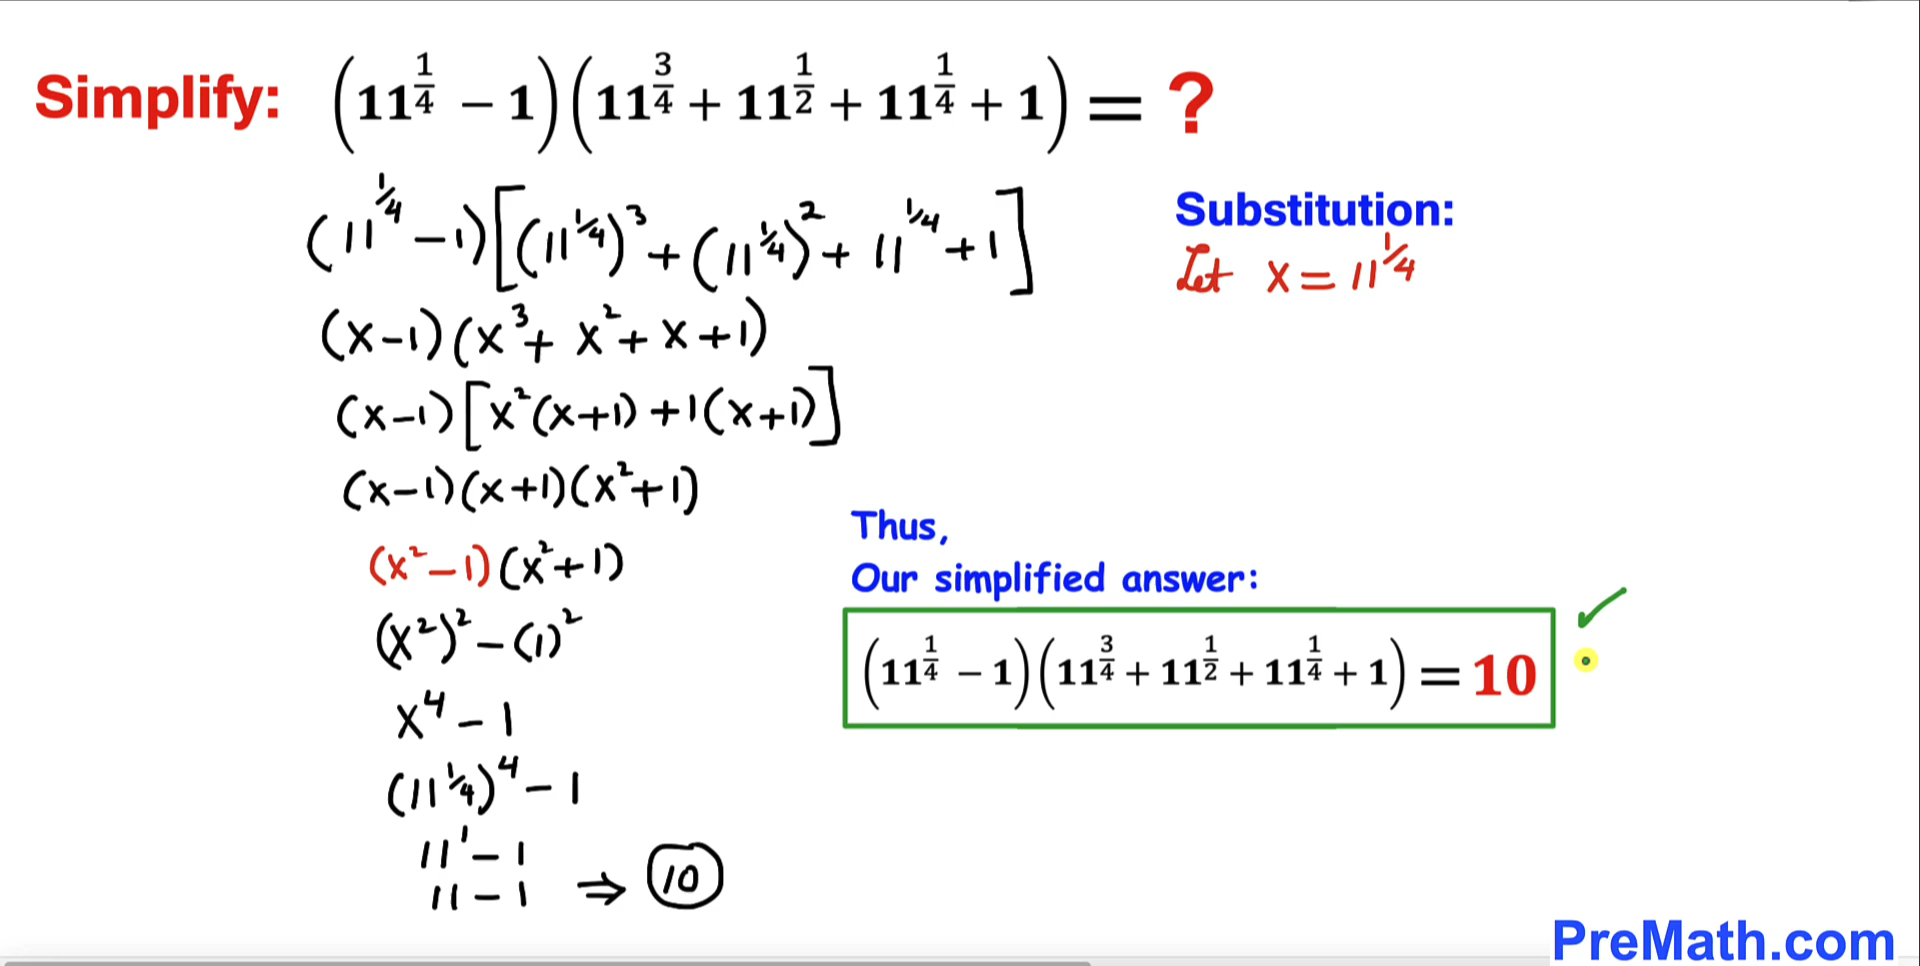 Simplify: (11^(1/4) − 1)(11^(3/4) + 11^(1/2) + 11^(1/4) + 1) = ?
(11^(1/4) − 1)[(11^(1/4))^3 + (11^(1/4))^2 + 11^(1/4) + 1]
(x−1)(x^3 + x^2 + x + 1)
(x−1)[x^2(x+1) + 1(x+1)]
(x−1)(x+1)(x^2+1)
(x^2−1)(x^2+1)
(x^2)^2 − (1)^2
x^4 − 1
(11^(1/4))^4 − 1
11^1 − 1
11 − 1 ⇒ 10
Substitution:
Let x = 11^(1/4)
Thus,
Our simplified answer:
(11^(1/4) − 1)(11^(3/4) + 11^(1/2) + 11^(1/4) + 1) = 10 ✓
PreMath.com